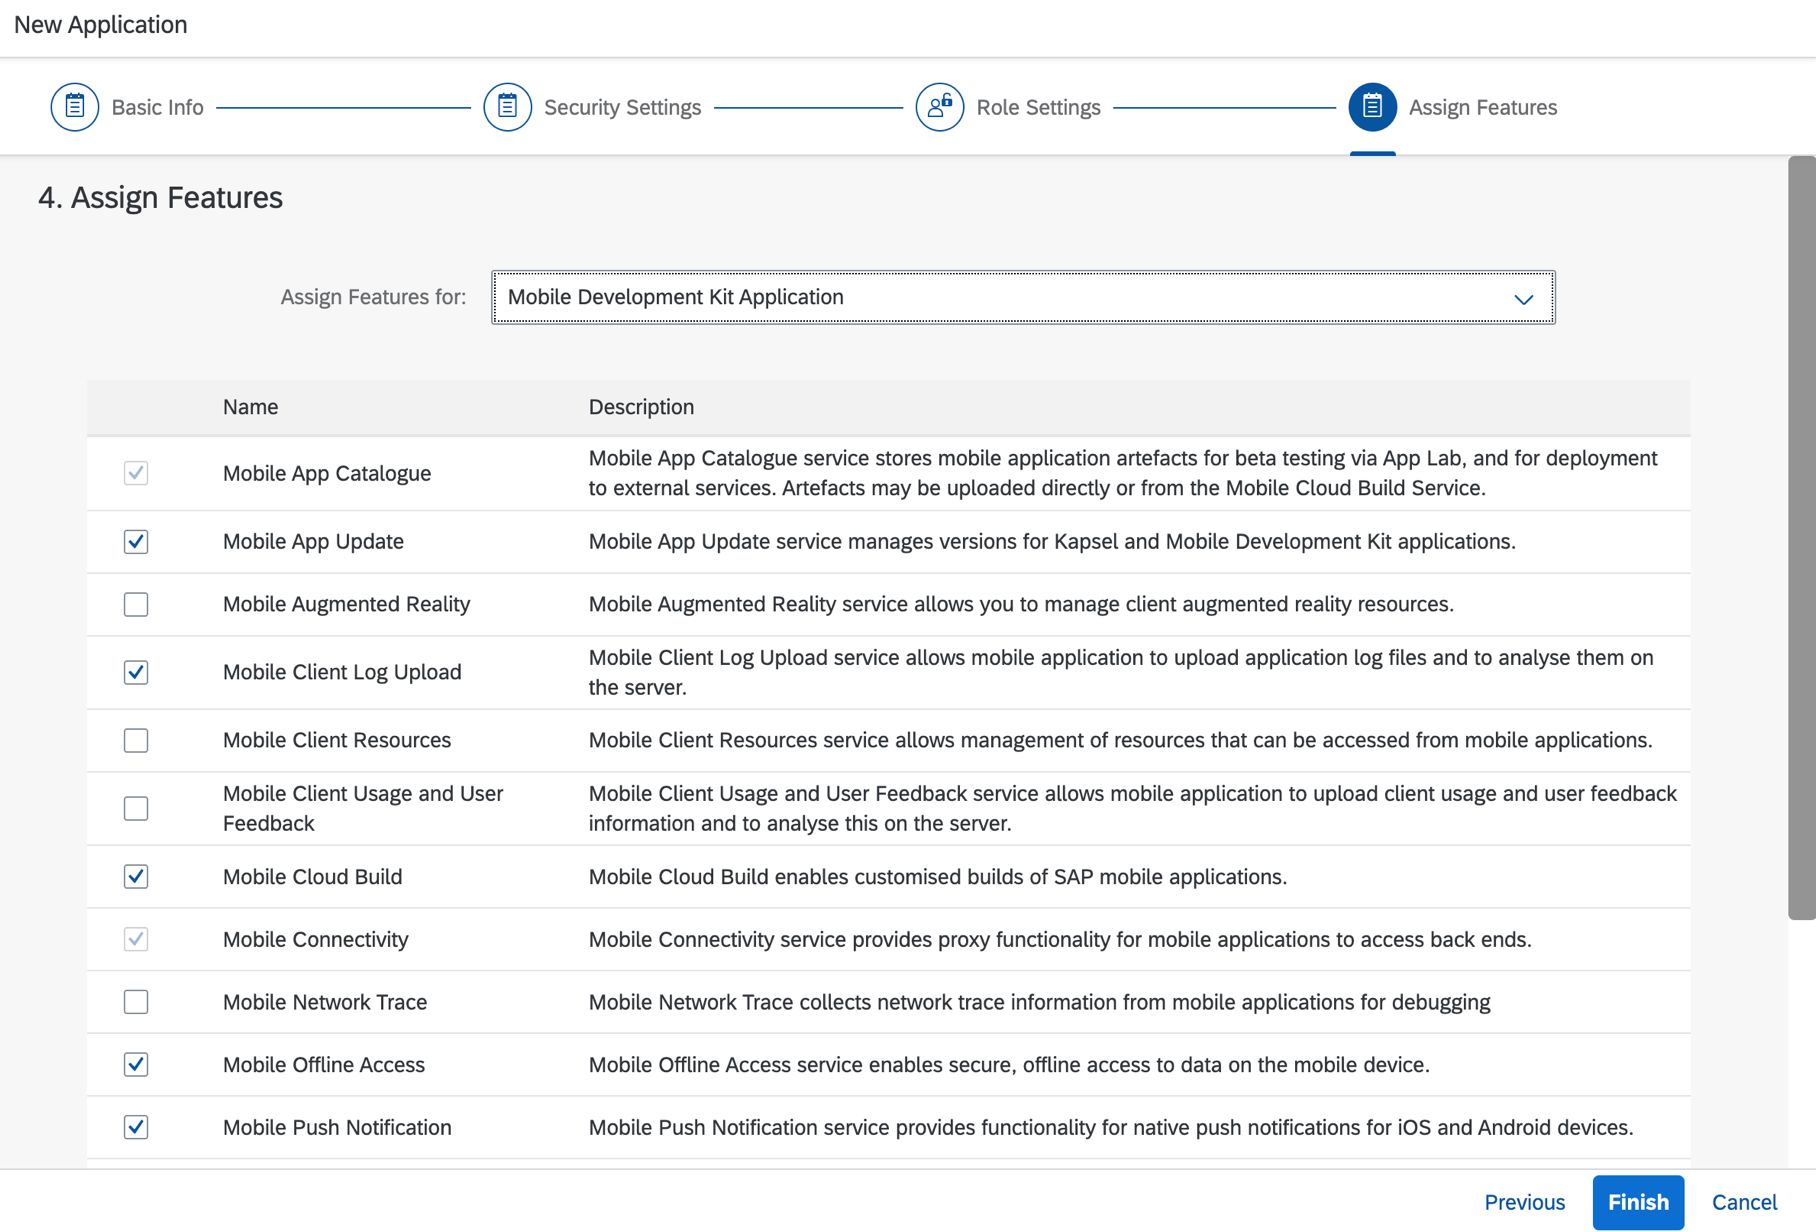 New Application
Basic Info
Security Settings
Role Settings
Assign Features
4. Assign Features
Assign Features for:
Mobile Development Kit Application
Name
Description
Mobile App Catalogue
Mobile App Catalogue service stores mobile application artefacts for beta testing via App Lab, and for deployment
to external services. Artefacts may be uploaded directly or from the Mobile Cloud Build Service.
Mobile App Update
Mobile App Update service manages versions for Kapsel and Mobile Development Kit applications.
Mobile Augmented Reality
Mobile Augmented Reality service allows you to manage client augmented reality resources.
Mobile Client Log Upload
Mobile Client Log Upload service allows mobile application to upload application log files and to analyse them on
the server.
Mobile Client Resources
Mobile Client Resources service allows management of resources that can be accessed from mobile applications.
Mobile Client Usage and User
Feedback
Mobile Client Usage and User Feedback service allows mobile application to upload client usage and user feedback
information and to analyse this on the server.
Mobile Cloud Build
Mobile Cloud Build enables customised builds of SAP mobile applications.
Mobile Connectivity
Mobile Connectivity service provides proxy functionality for mobile applications to access back ends.
Mobile Network Trace
Mobile Network Trace collects network trace information from mobile applications for debugging
Mobile Offline Access
Mobile Offline Access service enables secure, offline access to data on the mobile device.
Mobile Push Notification
Mobile Push Notification service provides functionality for native push notifications for iOS and Android devices.
Previous
Finish
Cancel